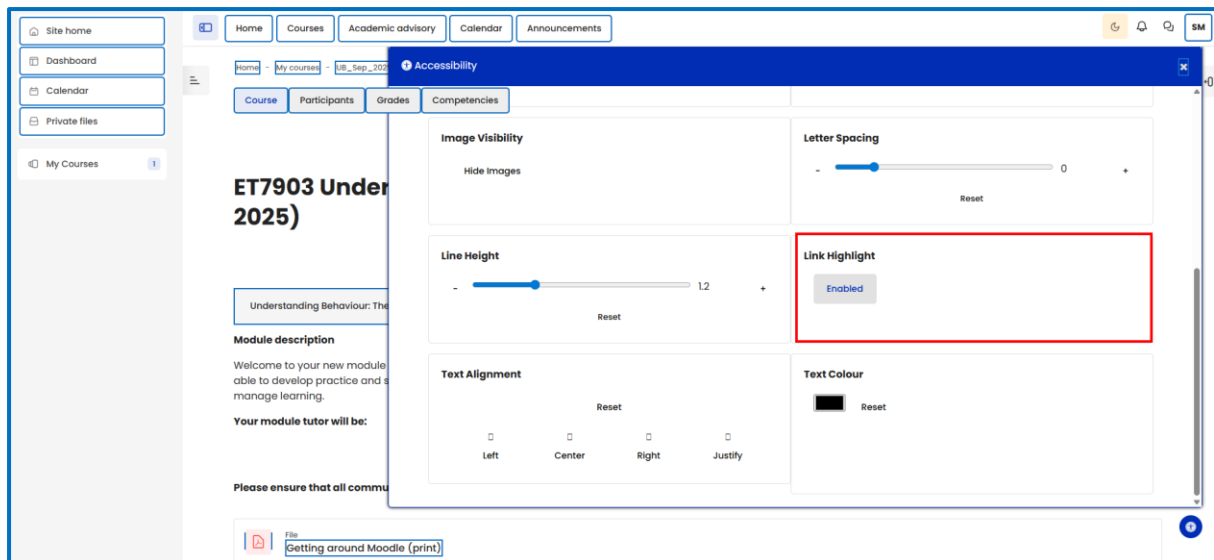 Site home
Dashboard
Calendar
Private files
My Courses 1
Home Courses Academic advisory Calendar Announcements
SM
Home - My courses - UB_Sep_202
Course Participants Grades Competencies
ET7903 Under
2025)
Understanding Behaviour: The
Module description
Welcome to your new module
able to develop practice and s
manage learning.
Your module tutor will be:
Please ensure that all commu
File
Getting around Moodle (print)
Accessibility
Image Visibility
Hide Images
Letter Spacing
- 0 +
Reset
Line Height
- 1.2 +
Reset
Link Highlight
Enabled
Text Alignment
Reset
Left Center Right Justify
Text Colour
Reset